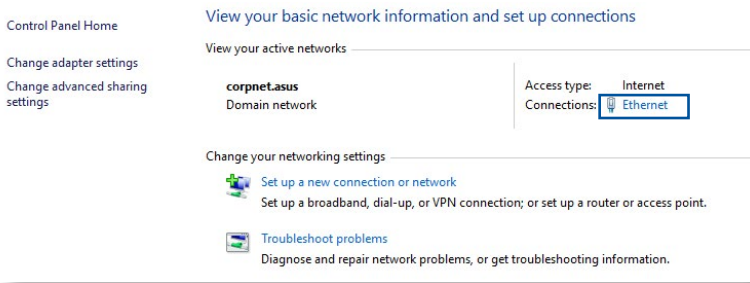 View your basic network information and set up connections
Control Panel Home
View your active networks
Change adapter settings
Change advanced sharing
settings
corpnet.asus
Domain network
Access type: Internet
Connections: Ethernet
Change your networking settings
Set up a new connection or network
Set up a broadband, dial-up, or VPN connection; or set up a router or access point.
Troubleshoot problems
Diagnose and repair network problems, or get troubleshooting information.